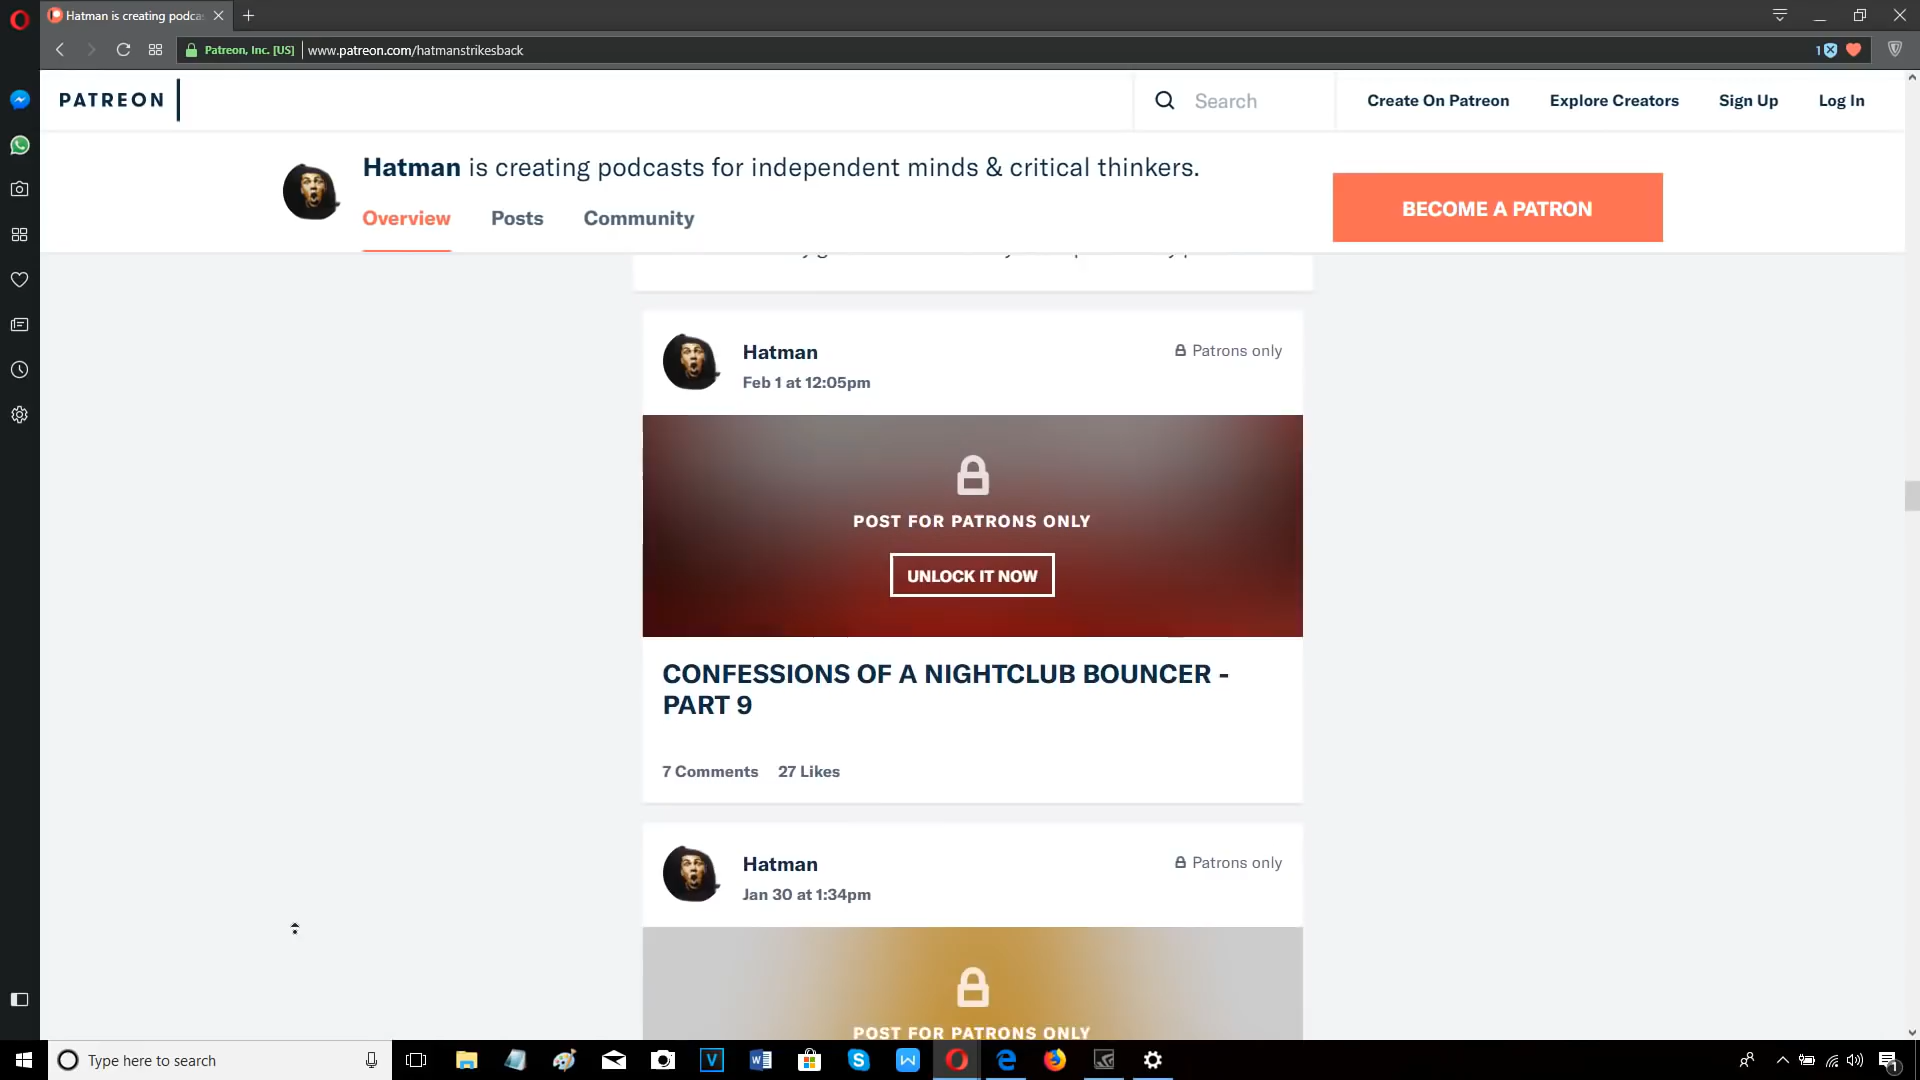 Hatman is creating podca
Patreon, Inc. [US]
www.patreon.com/hatmanstrikesback
1
PATREON
Search
Create On Patreon
Explore Creators
Sign Up
Log In
Hatman is creating podcasts for independent minds & critical thinkers.
BECOME A PATRON
Overview
Posts
Community
Hatman
Patrons only
Feb 1 at 12:05pm
POST FOR PATRONS ONLY
UNLOCK IT NOW
CONFESSIONS OF A NIGHTCLUB BOUNCER -
PART 9
7 Comments
27 Likes
Hatman
Patrons only
Jan 30 at 1:34pm
POST FOR PATRONS ONLY
Type here to search
1